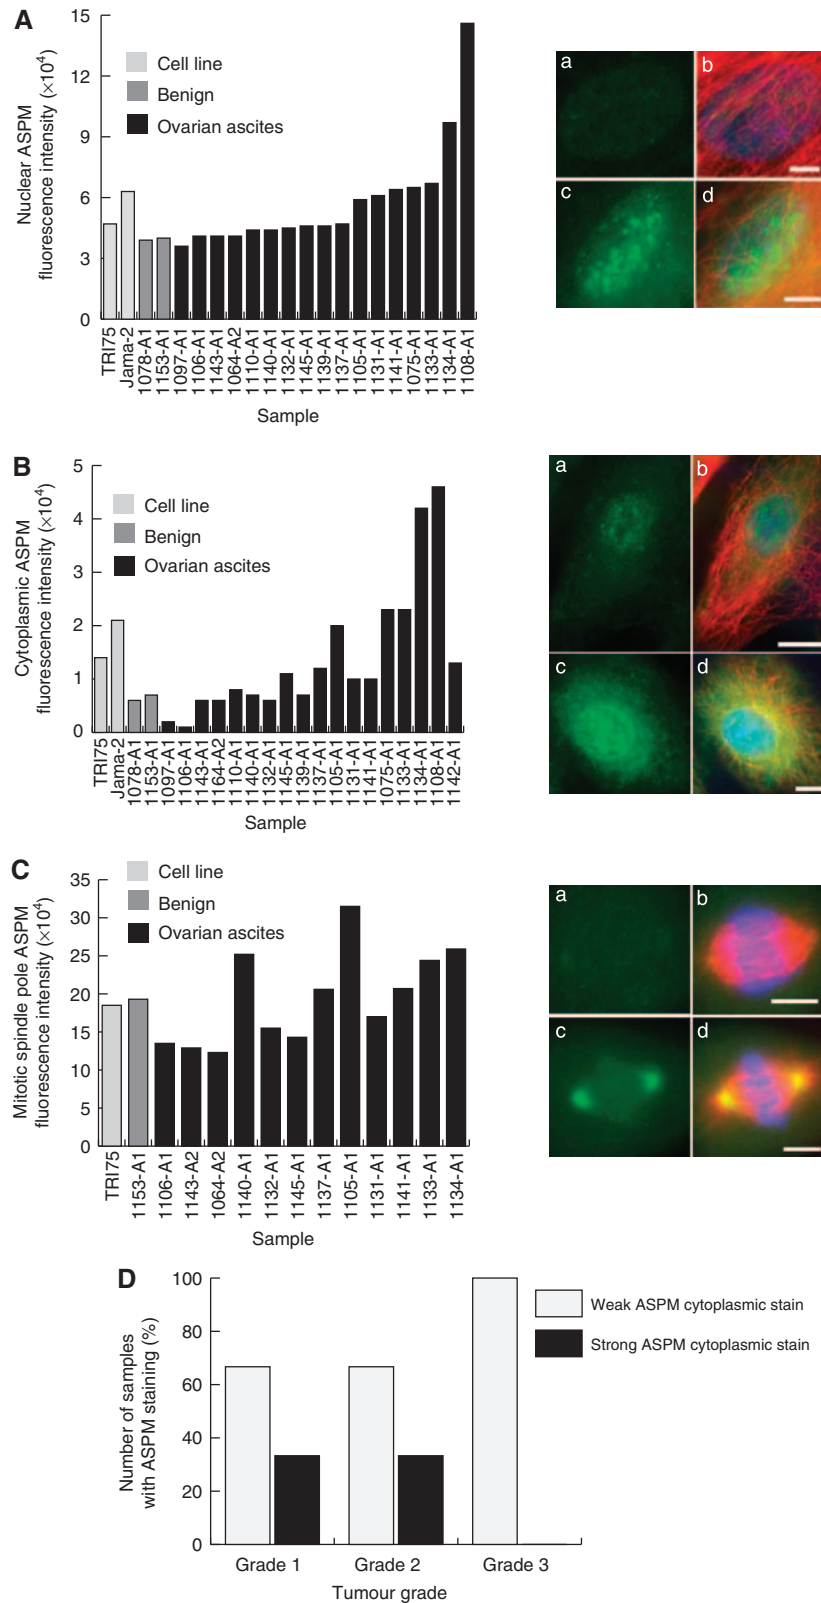 A
Nuclear ASPM
fluorescence intensity (×10⁴)
15
12
9
6
3
0
Cell line
Benign
Ovarian ascites
TRI75
Jama-2
1078-A1
1153-A1
1097-A1
1106-A1
1143-A1
1064-A2
1110-A1
1140-A1
1132-A1
1145-A1
1139-A1
1137-A1
1105-A1
1131-A1
1141-A1
1075-A1
1133-A1
1134-A1
1108-A1
Sample
a
b
c
d
B
Cytoplasmic ASPM
fluorescence intensity (×10⁴)
5
4
3
2
1
0
Cell line
Benign
Ovarian ascites
TRI75
Jama-2
1078-A1
1153-A1
1097-A1
1106-A1
1143-A1
1164-A2
1110-A1
1140-A1
1132-A1
1145-A1
1139-A1
1137-A1
1105-A1
1131-A1
1141-A1
1075-A1
1133-A1
1134-A1
1108-A1
1142-A1
Sample
a
b
c
d
C
Mitotic spindle pole ASPM
fluorescence intensity (×10⁴)
35
30
25
20
15
10
5
0
Cell line
Benign
Ovarian ascites
TRI75
1153-A1
1106-A1
1143-A2
1064-A2
1140-A1
1132-A1
1145-A1
1137-A1
1105-A1
1131-A1
1141-A1
1133-A1
1134-A1
Sample
a
b
c
d
D
Number of samples
with ASPM staining (%)
100
80
60
40
20
0
Weak ASPM cytoplasmic stain
Strong ASPM cytoplasmic stain
Grade 1
Grade 2
Grade 3
Tumour grade